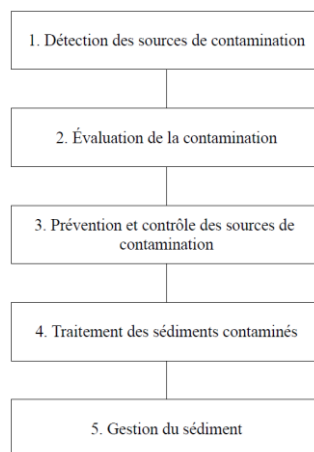 1. Détection des sources de contamination
2. Évaluation de la contamination
3. Prévention et contrôle des sources de
contamination
4. Traitement des sédiments contaminés
5. Gestion du sédiment